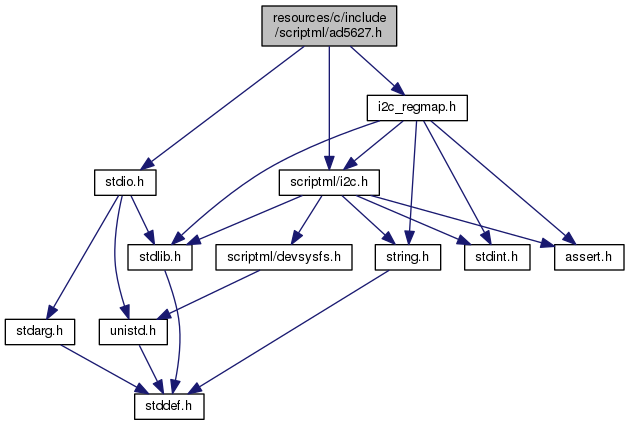 resources/c/include
/scriptml/ad5627.h
i2c_regmap.h
stdio.h
scriptml/i2c.h
stdlib.h
scriptml/devsysfs.h
string.h
stdint.h
assert.h
stdarg.h
unistd.h
stddef.h